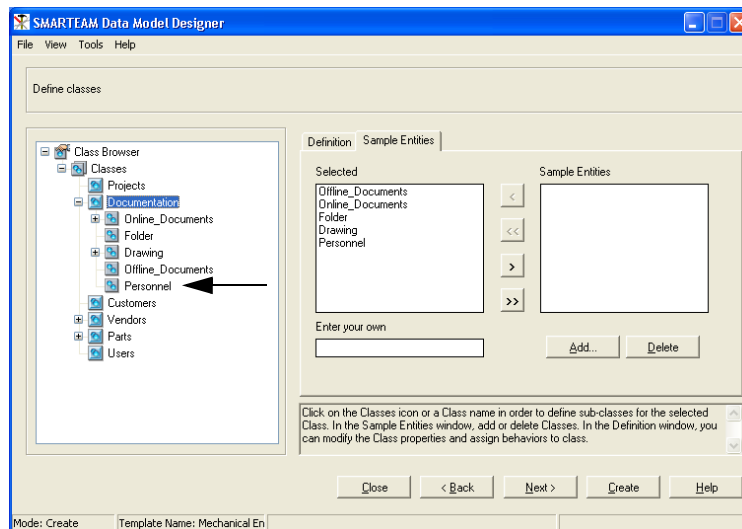 SMARTEAM Data Model Designer
File View Tools Help
Define classes
Class Browser
Classes
Projects
Documentation
Online_Documents
Folder
Drawing
Offline_Documents
Personnel
Customers
Vendors
Parts
Users
Definition Sample Entities
Selected
Offline_Documents
Online_Documents
Folder
Drawing
Personnel
Enter your own
<
<<
>
>>
Sample Entities
Add... Delete
Click on the Classes icon or a Class name in order to define sub-classes for the selected
Class. In the Sample Entities window, add or delete Classes. In the Definition window, you
can modify the Class properties and assign behaviors to class.
Close < Back Next > Create Help
Mode: Create Template Name: Mechanical En